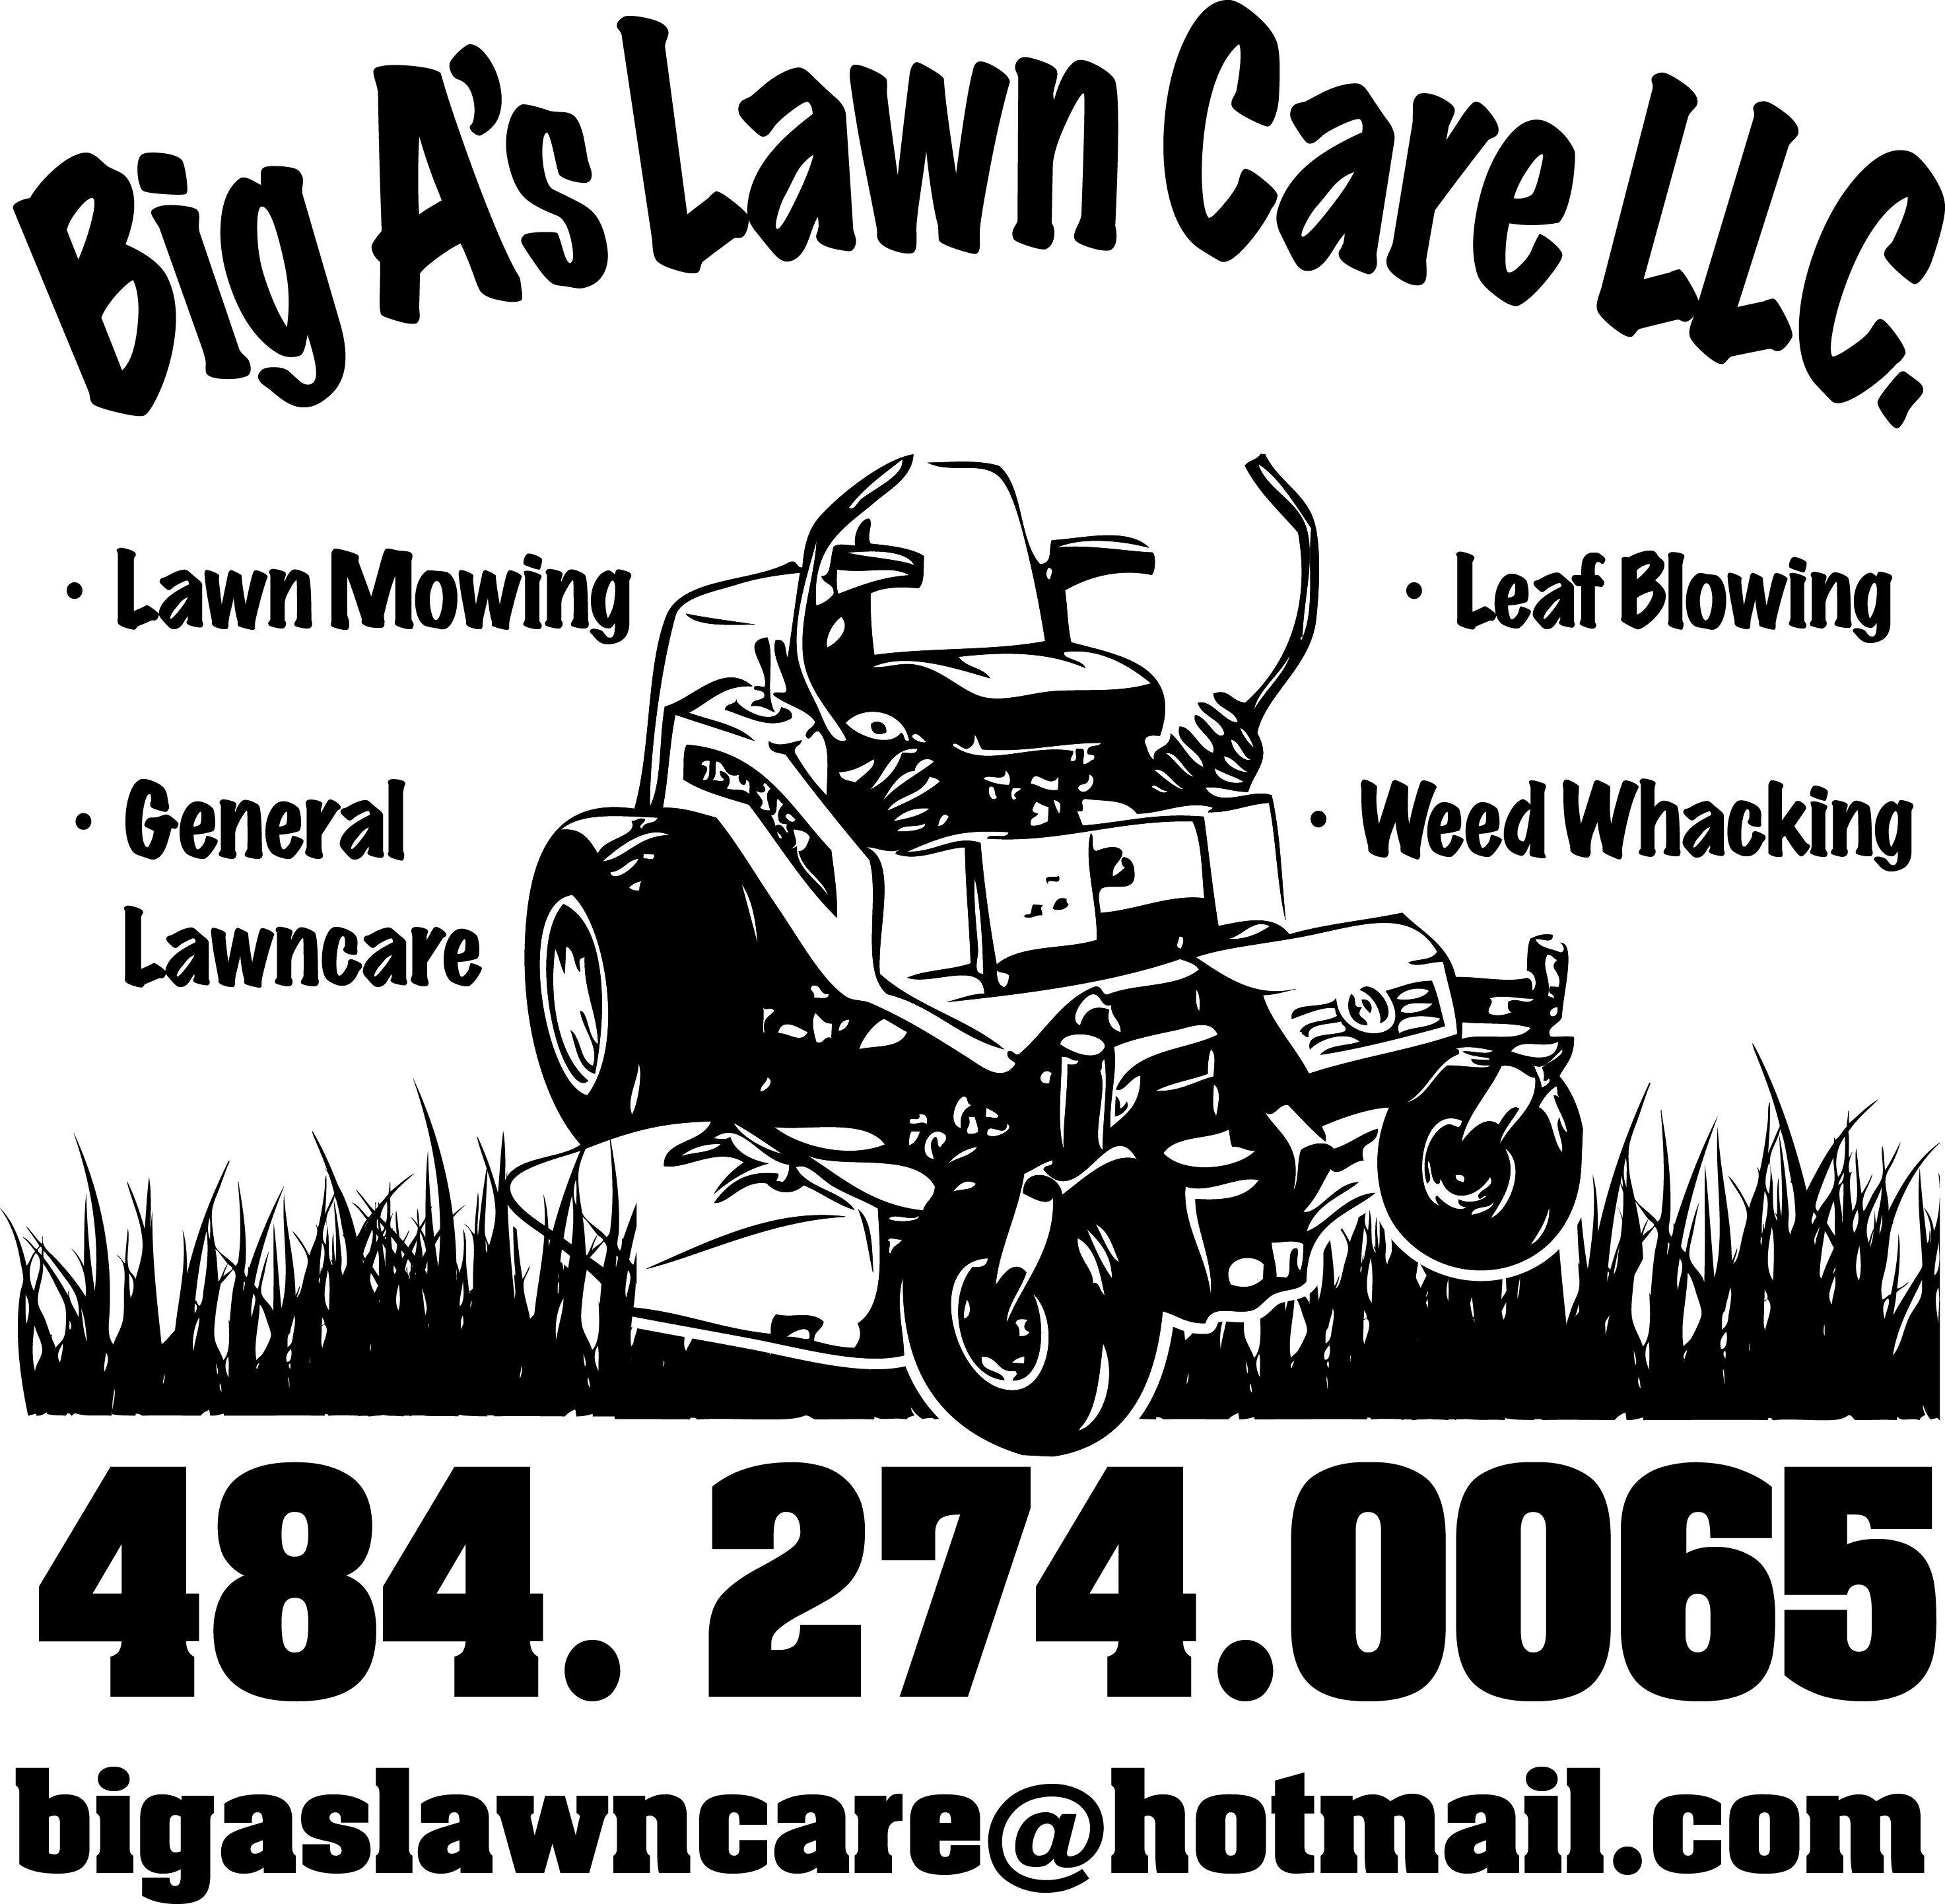 Big A's Lawn Care LLC.
· Lawn Mowing
· Leaf Blowing
· General
Lawncare
· Weed Whacking
484. 274.0065
bigaslawncare@hotmail.com